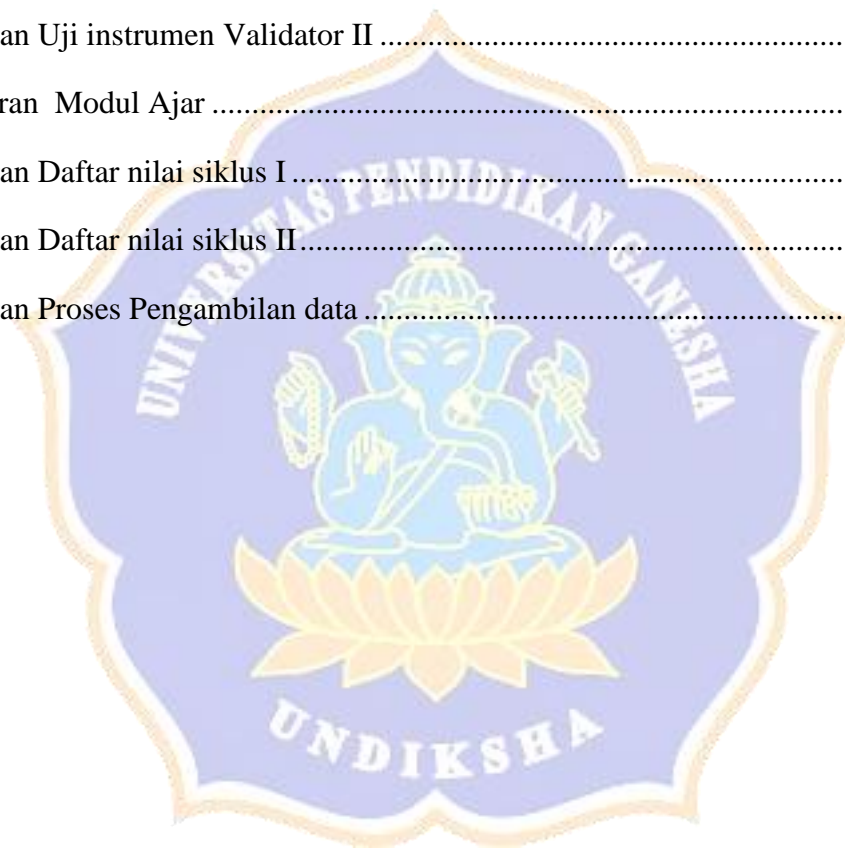 an Uji instrumen Validator II ..........................................................
ran Modul Ajar ...............................................................................
an Daftar nilai siklus I .....................................................................
an Daftar nilai siklus II ....................................................................
an Proses Pengambilan data ............................................................
UNIVERSITAS PENDIDIKAN GANESHA
UNDIKSHA